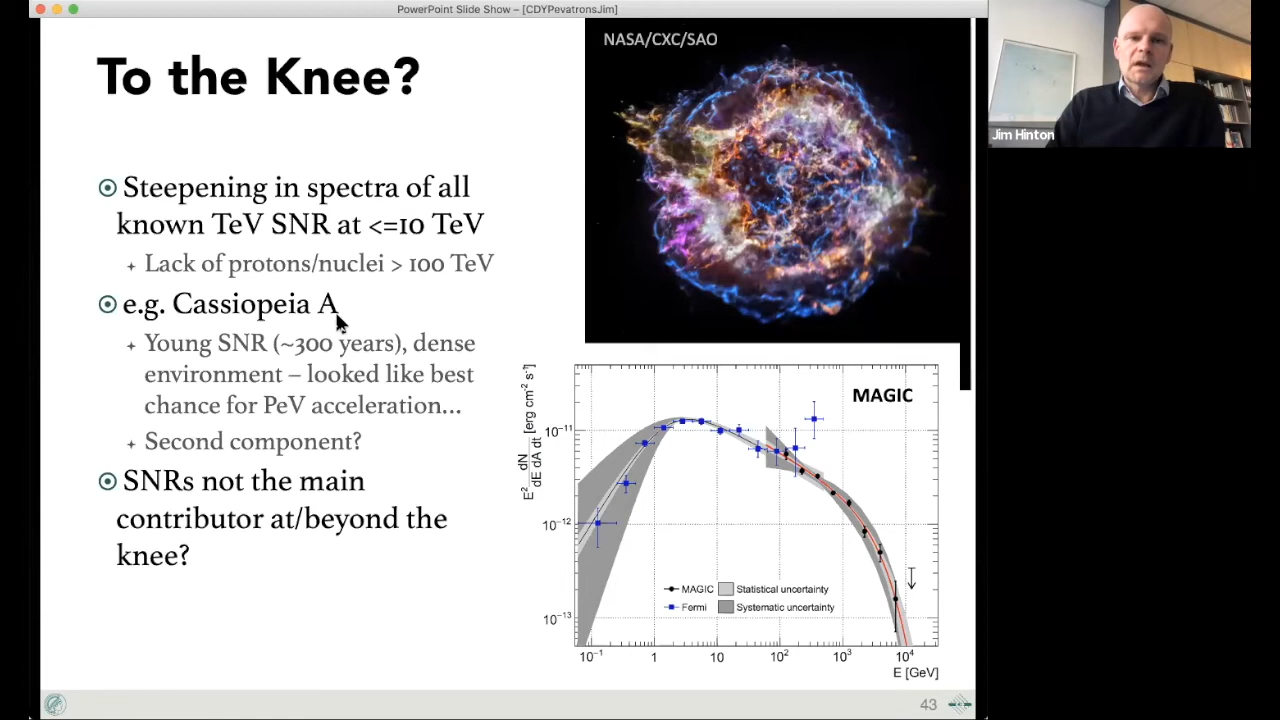 PowerPoint Slide Show – [CDYPevatronsJim]
To the Knee?
Steepening in spectra of all
known TeV SNR at <=10 TeV
Lack of protons/nuclei > 100 TeV
e.g. Cassiopeia A
Young SNR (~300 years), dense
environment – looked like best
chance for PeV acceleration...
Second component?
SNRs not the main
contributor at/beyond the
knee?
NASA/CXC/SAO
Jim Hinton
MAGIC
E² dN/dE dA dt [erg cm⁻² s⁻¹]
10⁻¹¹
10⁻¹²
10⁻¹³
MAGIC Statistical uncertainty
Fermi Systematic uncertainty
10⁻¹ 1 10 10² 10³ 10⁴
E [GeV]
43